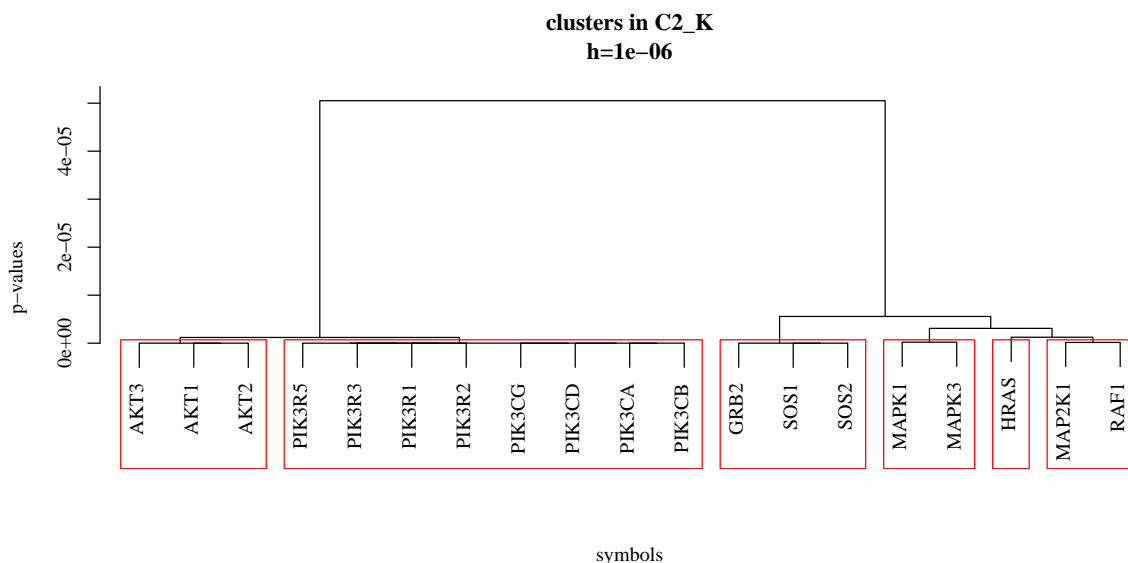 clusters in C2_K
h=1e−06
p−values
0e+00
2e−05
4e−05
AKT3
AKT1
AKT2
PIK3R5
PIK3R3
PIK3R1
PIK3R2
PIK3CG
PIK3CD
PIK3CA
PIK3CB
GRB2
SOS1
SOS2
MAPK1
MAPK3
HRAS
MAP2K1
RAF1
symbols